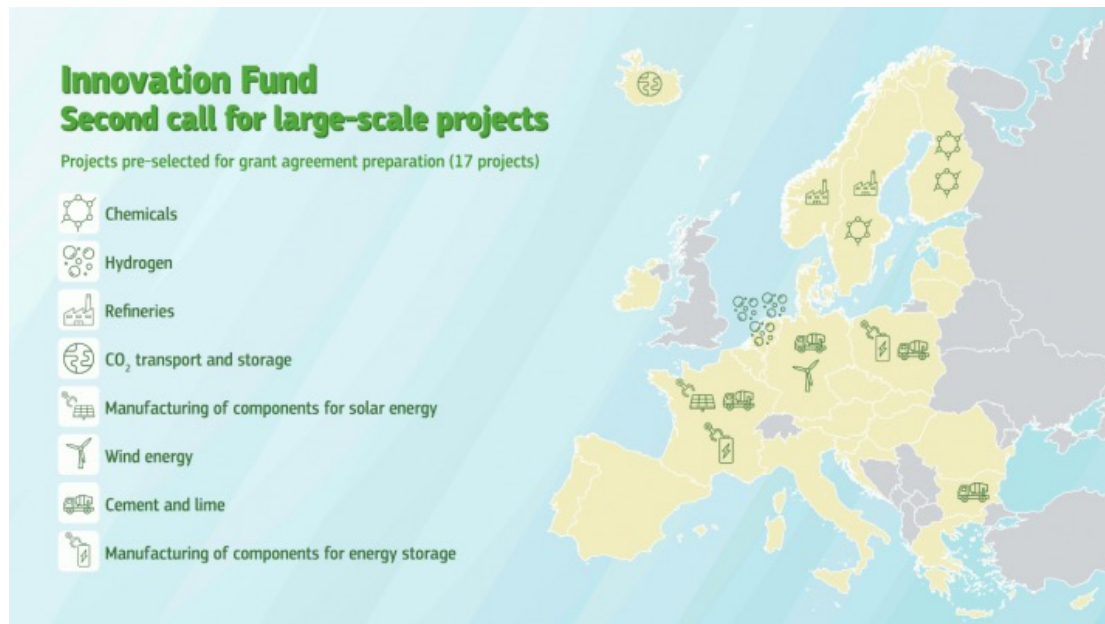 Innovation Fund
Second call for large-scale projects
Projects pre-selected for grant agreement preparation (17 projects)
Chemicals
Hydrogen
Refineries
CO₂ transport and storage
Manufacturing of components for solar energy
Wind energy
Cement and lime
Manufacturing of components for energy storage